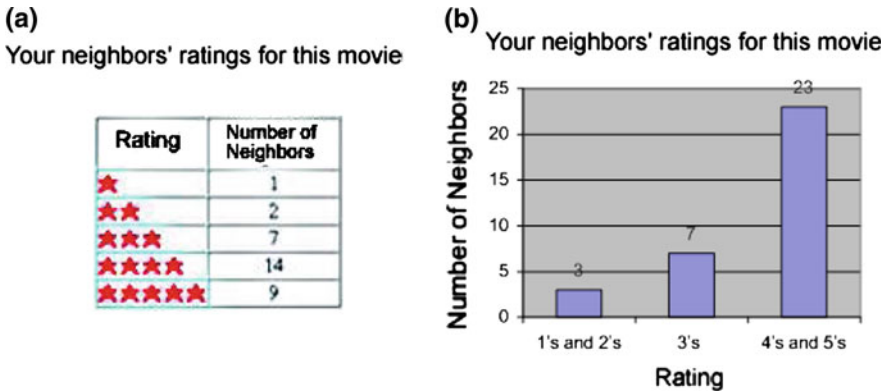 (a)
Your neighbors' ratings for this movie
Rating Number of
Neighbors
1
2
7
14
9
(b)
Your neighbors' ratings for this movie
Number of Neighbors
25
20
15
10
5
0
3
7
23
1's and 2's 3's 4's and 5's
Rating